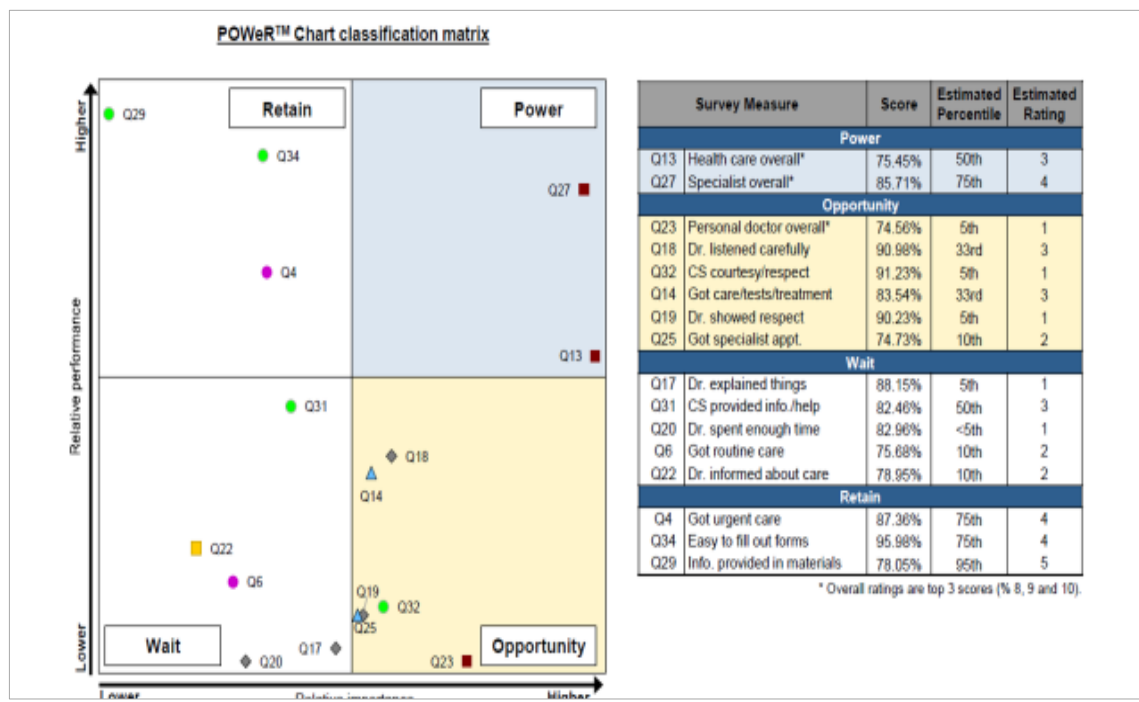 POWeR™ Chart classification matrix
Higher
Relative performance
Lower
Retain
Power
Wait
Opportunity
Q29
Q34
Q27
Q4
Q13
Q31
Q18
Q14
Q22
Q6
Q19
Q32
Q25
Q17
Q20
Q23
Lower Relative importance Higher
Survey Measure Score Estimated Percentile Estimated Rating
Power
Q13 Health care overall* 75.45% 50th 3
Q27 Specialist overall* 85.71% 75th 4
Opportunity
Q23 Personal doctor overall* 74.56% 5th 1
Q18 Dr. listened carefully 90.98% 33rd 3
Q32 CS courtesy/respect 91.23% 5th 1
Q14 Got care/tests/treatment 83.54% 33rd 3
Q19 Dr. showed respect 90.23% 5th 1
Q25 Got specialist appt. 74.73% 10th 2
Wait
Q17 Dr. explained things 88.15% 5th 1
Q31 CS provided info./help 82.46% 50th 3
Q20 Dr. spent enough time 82.96% <5th 1
Q6 Got routine care 75.68% 10th 2
Q22 Dr. informed about care 78.95% 10th 2
Retain
Q4 Got urgent care 87.36% 75th 4
Q34 Easy to fill out forms 95.98% 75th 4
Q29 Info. provided in materials 78.05% 95th 5
* Overall ratings are top 3 scores (% 8, 9 and 10).